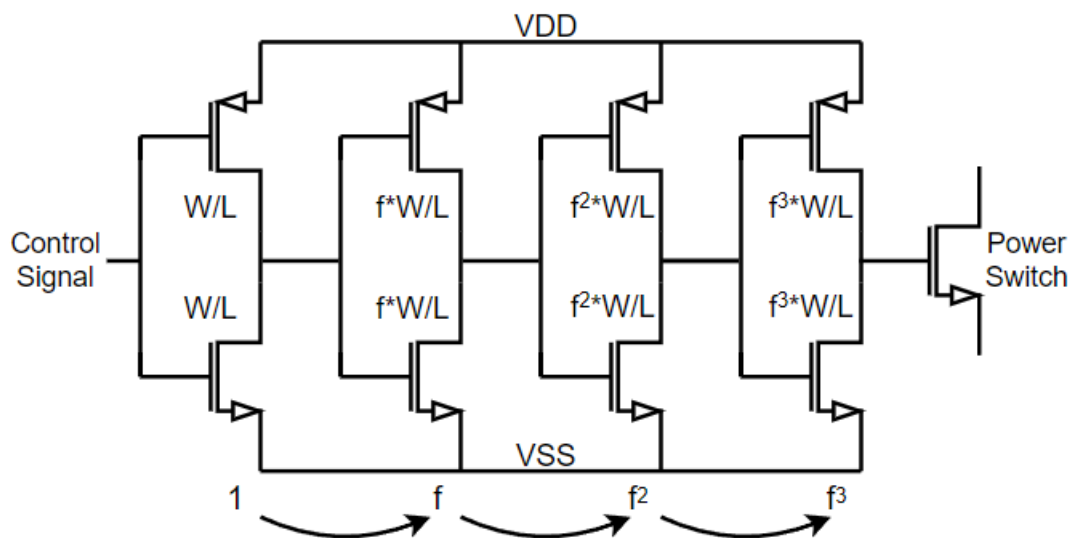 VDD
W/L f*W/L f²*W/L f³*W/L
Control
Signal
Power
Switch
W/L f*W/L f²*W/L f³*W/L
VSS
1 f f² f³